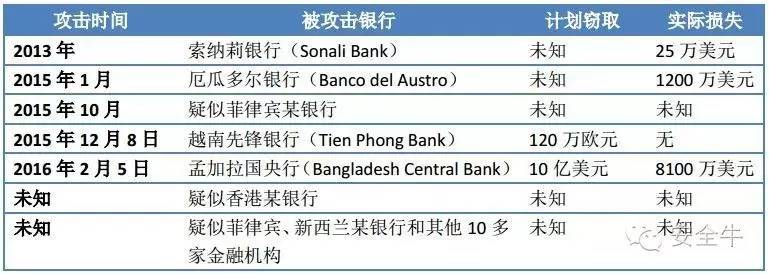 攻击时间 被攻击银行 计划窃取 实际损失
2013 年 索纳莉银行（Sonali Bank） 未知 25 万美元
2015 年 1 月 厄瓜多尔银行（Banco del Austro） 未知 1200 万美元
2015 年 10 月 疑似菲律宾某银行 未知 未知
2015 年 12 月 8 日 越南先锋银行（Tien Phong Bank） 120 万欧元 无
2016 年 2 月 5 日 孟加拉国央行（Bangladesh Central Bank） 10 亿美元 8100 万美元
未知 疑似香港某银行 未知 未知
未知 疑似菲律宾、新西兰某银行和其他 10 多 未知 未知
家金融机构
安全牛